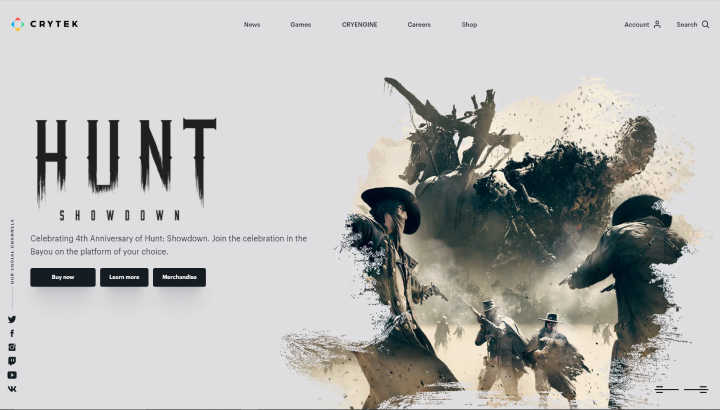 CRYTEK
News
Games
CRYENGINE
Careers
Shop
Account
Search
HUNT
SHOWDOWN
Celebrating 4th Anniversary of Hunt: Showdown. Join the celebration in the
Bayou on the platform of your choice.
Buy now
Learn more
Merchandise
OUR SOCIAL CHANNELS